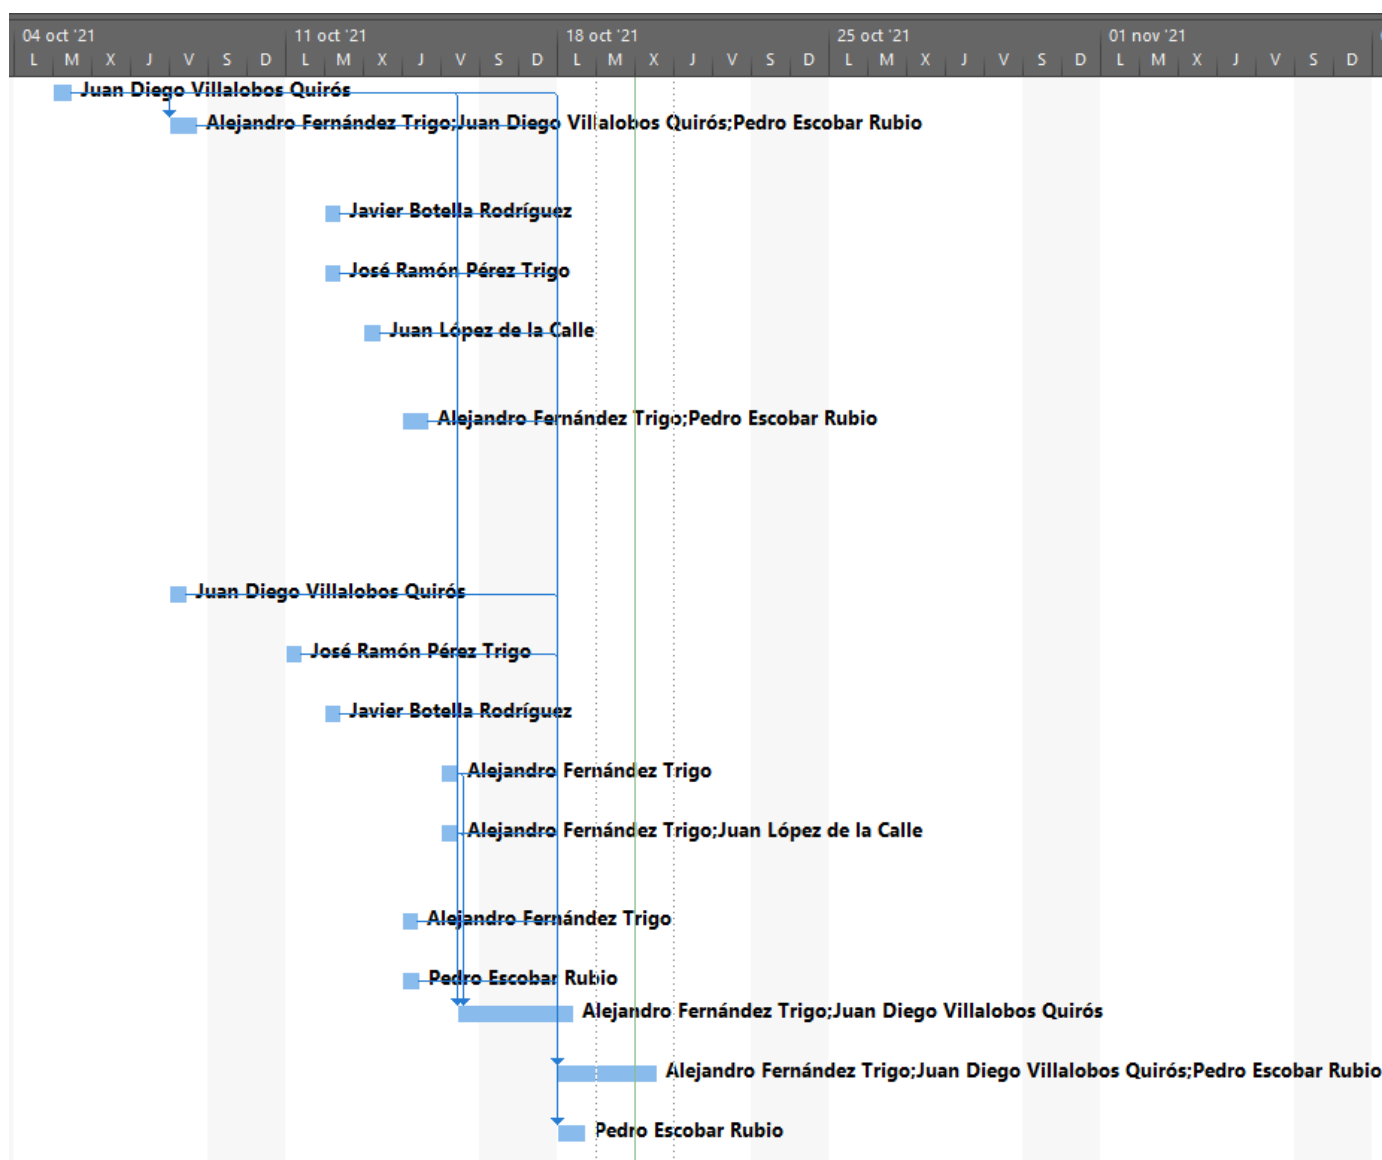 04 oct '21 11 oct '21 18 oct '21 25 oct '21 01 nov '21
L M X J V S D L M X J V S D L M X J V S D L M X J V S D L M X J V S D
Juan Diego Villalobos Quirós
Alejandro Fernández Trigo;Juan Diego Villalobos Quirós;Pedro Escobar Rubio
Javier Botella Rodríguez
José Ramón Pérez Trigo
Juan López de la Calle
Alejandro Fernández Trigo;Pedro Escobar Rubio
Juan Diego Villalobos Quirós
José Ramón Pérez Trigo
Javier Botella Rodríguez
Alejandro Fernández Trigo
Alejandro Fernández Trigo;Juan López de la Calle
Alejandro Fernández Trigo
Pedro Escobar Rubio
Alejandro Fernández Trigo;Juan Diego Villalobos Quirós
Alejandro Fernández Trigo;Juan Diego Villalobos Quirós;Pedro Escobar Rubio
Pedro Escobar Rubio